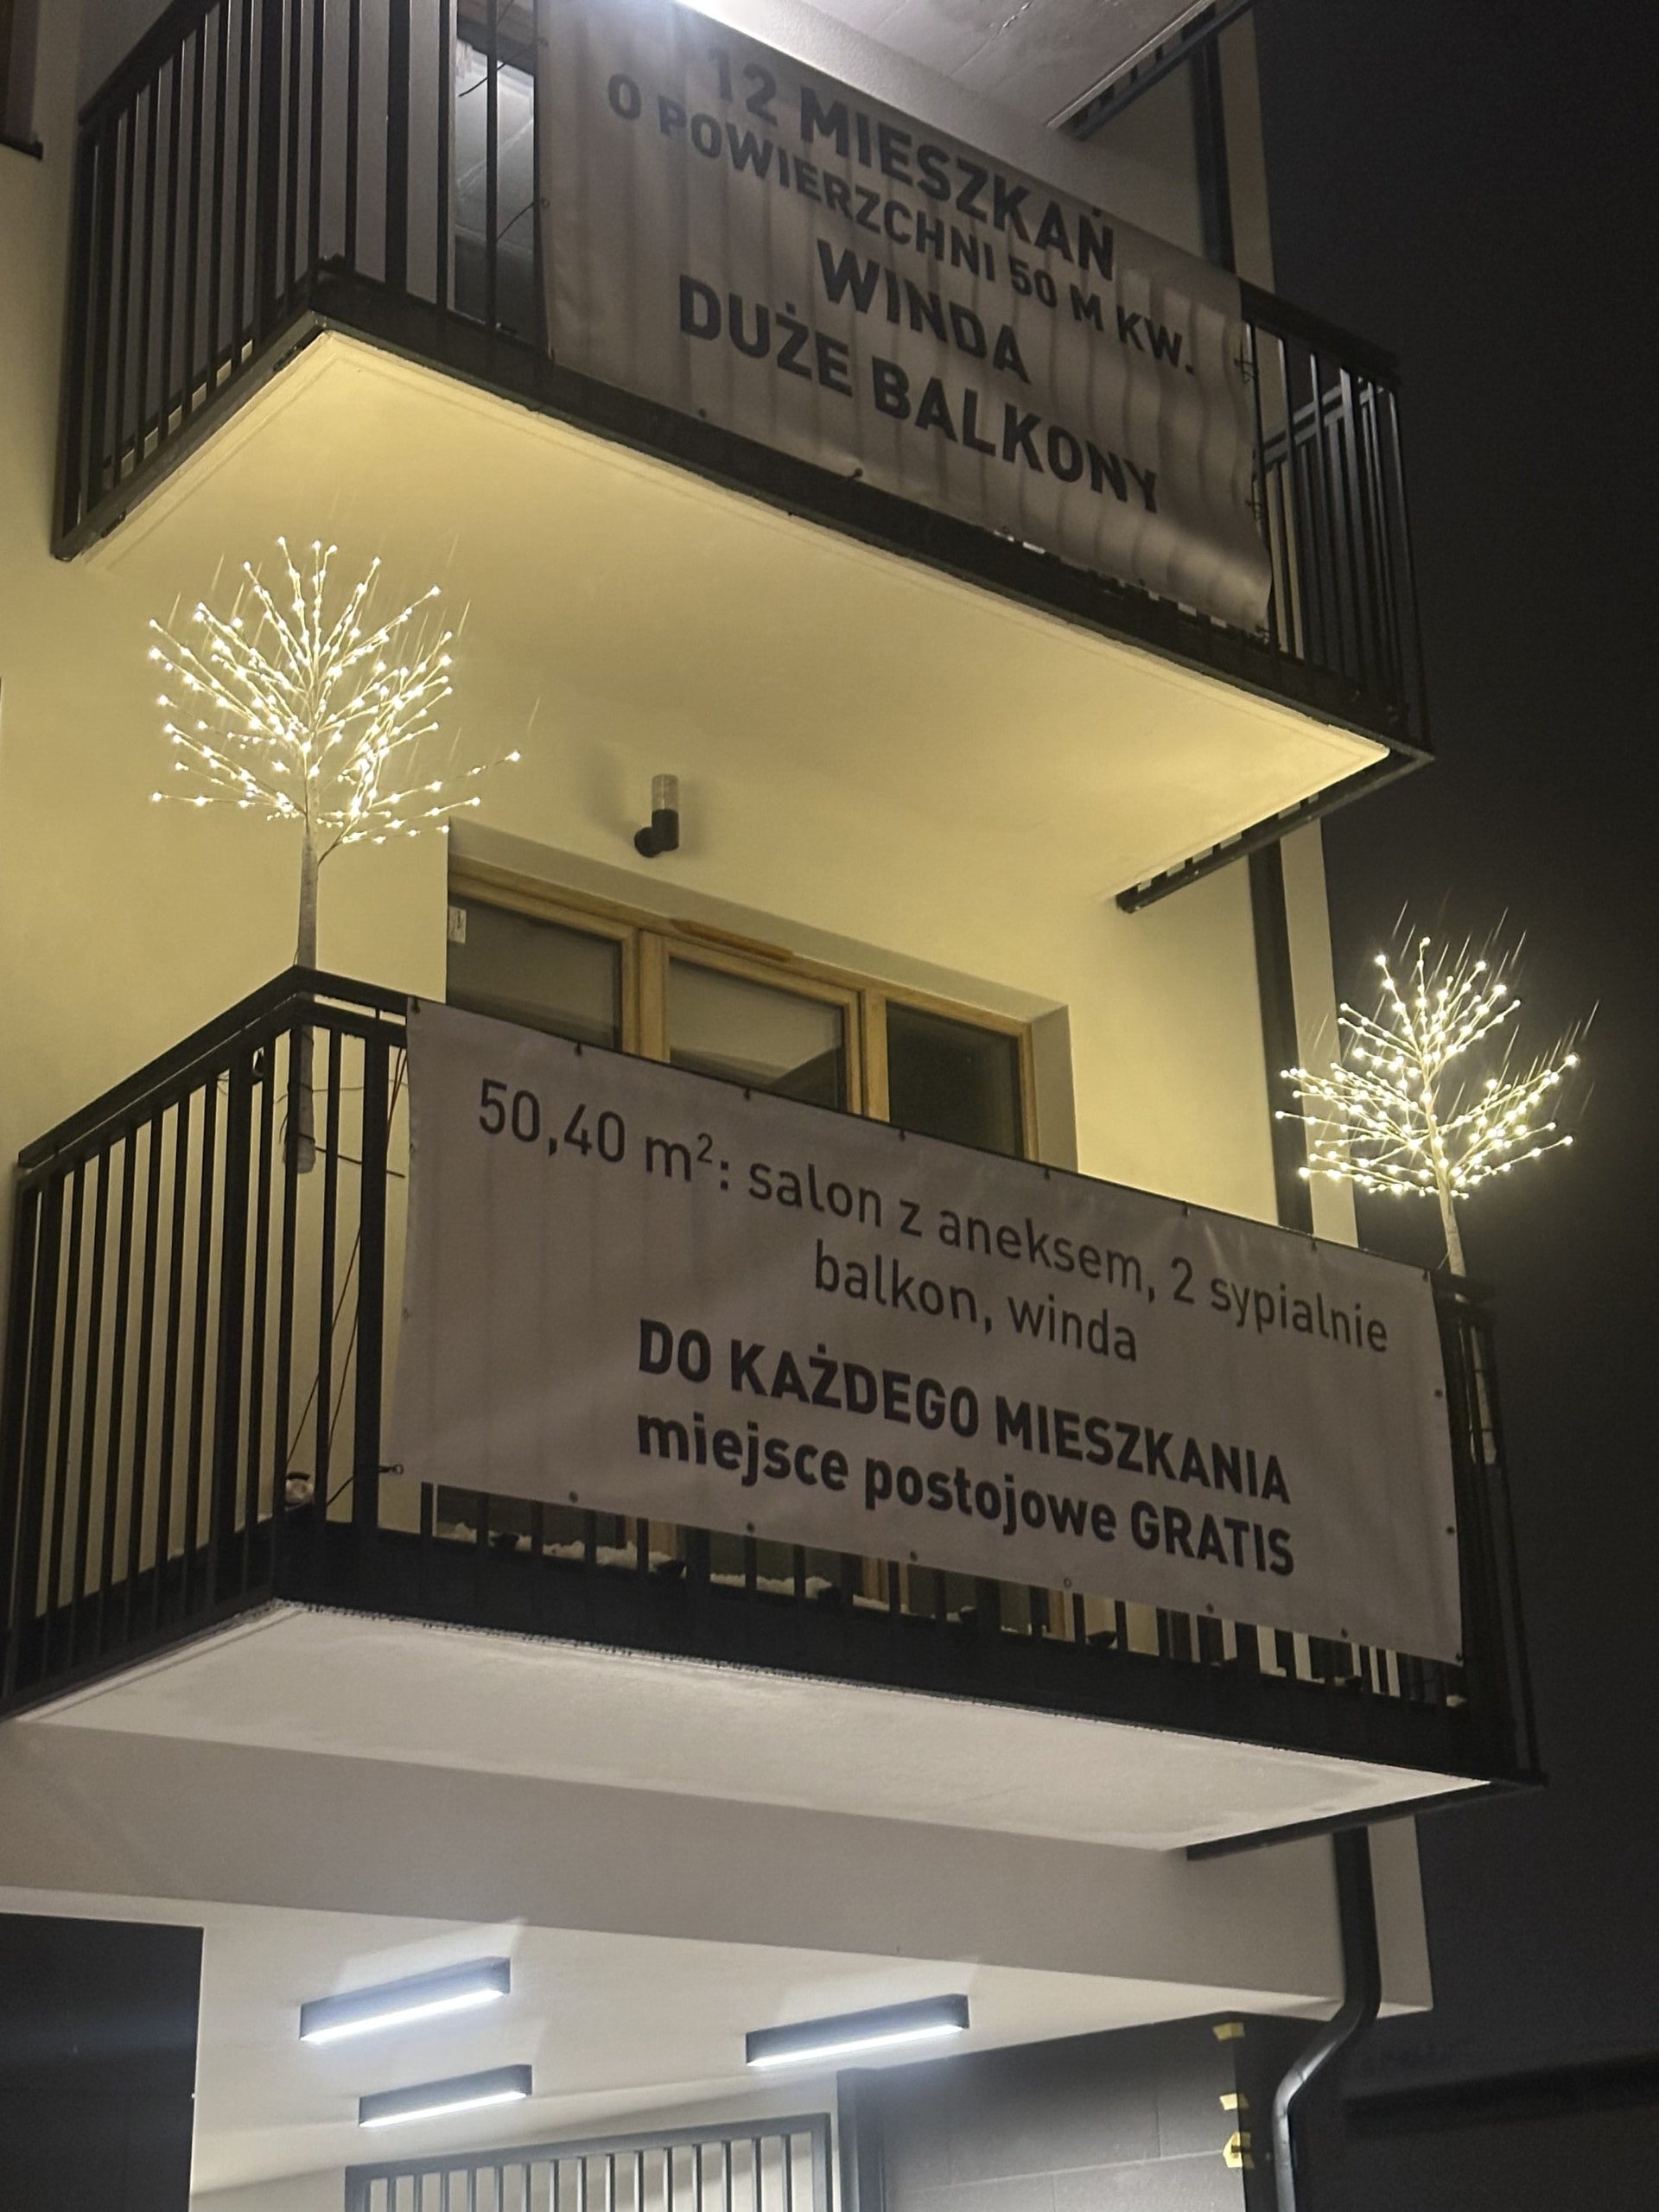 12 MIESZKAŃ
O POWIERZCHNI 50 M KW.
WINDA
DUŻE BALKONY
50,40 m²: salon z aneksem, 2 sypialnie
balkon, winda
DO KAŻDEGO MIESZKANIA
miejsce postojowe GRATIS